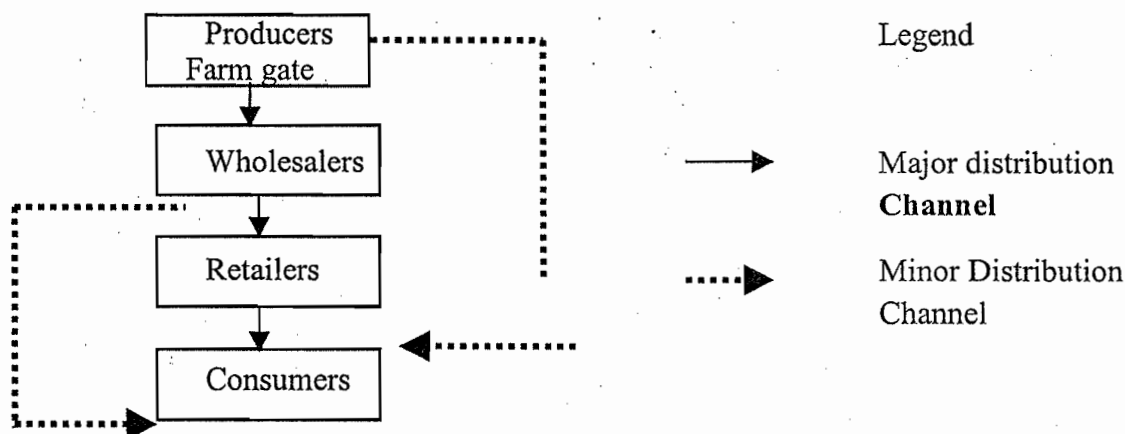 Producers
Farm gate
Wholesalers
Retailers
Consumers
Legend
Major distribution
Channel
Minor Distribution
Channel